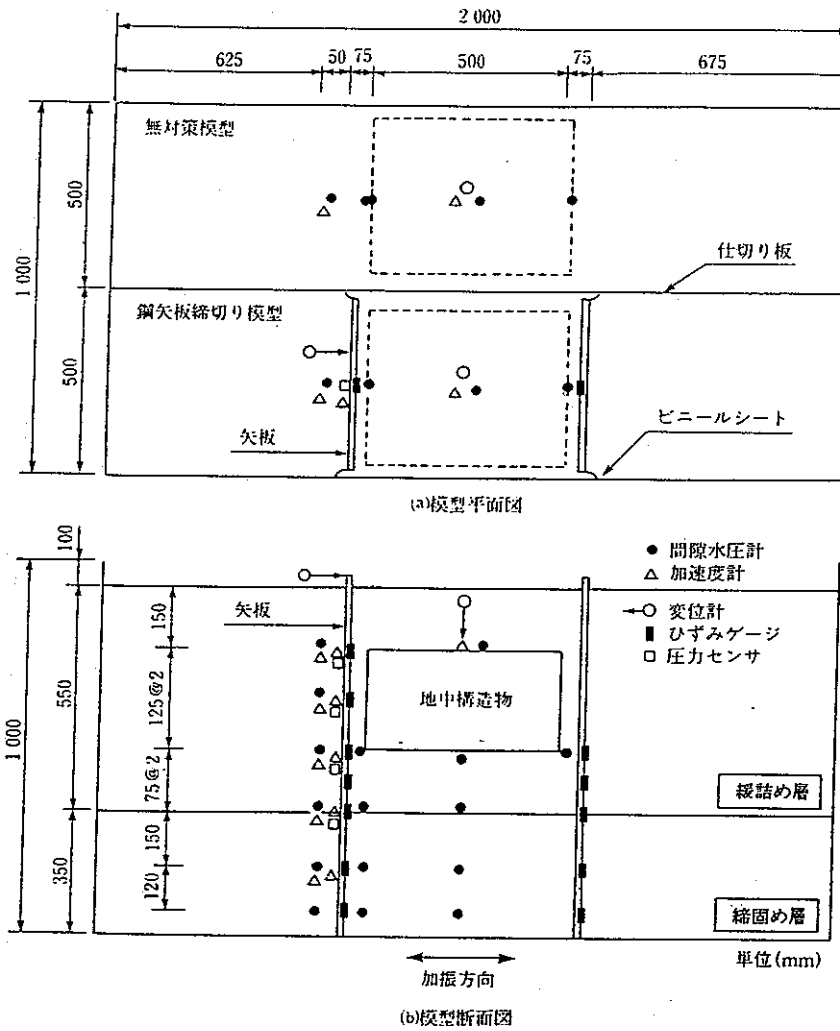 2 000
625
50
75
500
75
675
無対策模型
500
1 000
仕切り板
鋼矢板締切り模型
500
矢板
ビニールシート
(a)模型平面図
100
● 間隙水圧計
△ 加速度計
矢板
変位計
ひずみゲージ
□ 圧力センサ
150
地中構造物
125@2
550
1 000
75@2
緩詰め層
150
350
120
締固め層
単位(mm)
加振方向
(b)模型断面図